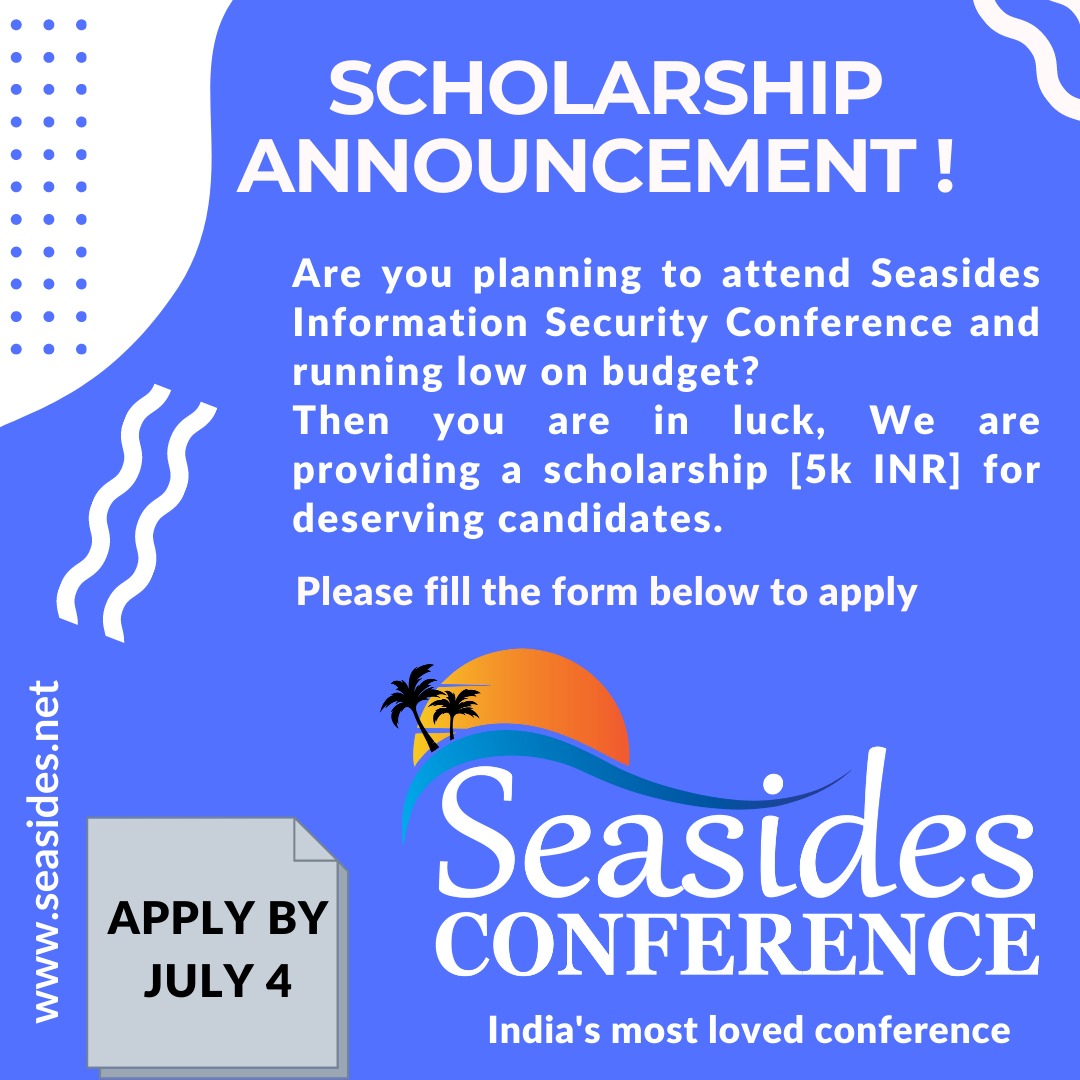 SCHOLARSHIP
ANNOUNCEMENT !
Are you planning to attend Seasides
Information Security Conference and
running low on budget?
Then you are in luck, We are
providing a scholarship [5k INR] for
deserving candidates.
Please fill the form below to apply
www.seasides.net
APPLY BY
JULY 4
Seasides
CONFERENCE
India's most loved conference